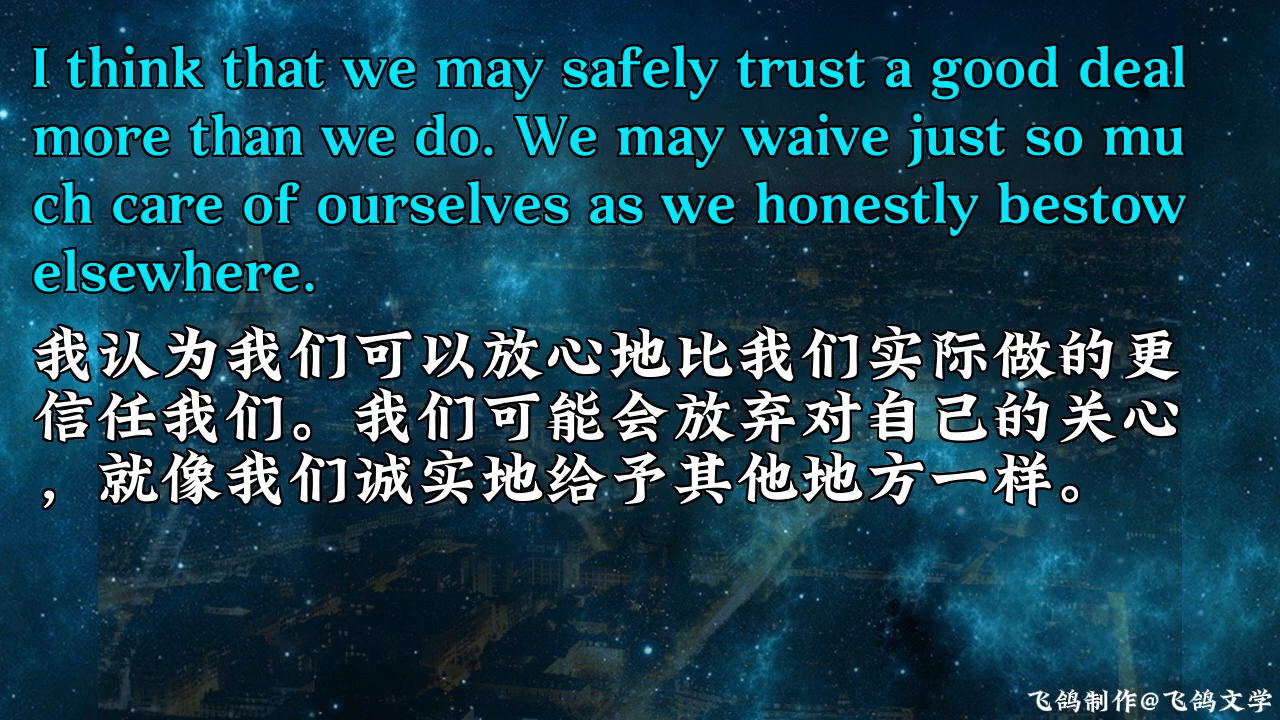 I think that we may safely trust a good deal
more than we do. We may waive just so mu
ch care of ourselves as we honestly bestow
elsewhere.
我认为我们可以放心地比我们实际做的更
信任我们。我们可能会放弃对自己的关心
，就像我们诚实地给予其他地方一样。
飞鸽制作@飞鸽文学